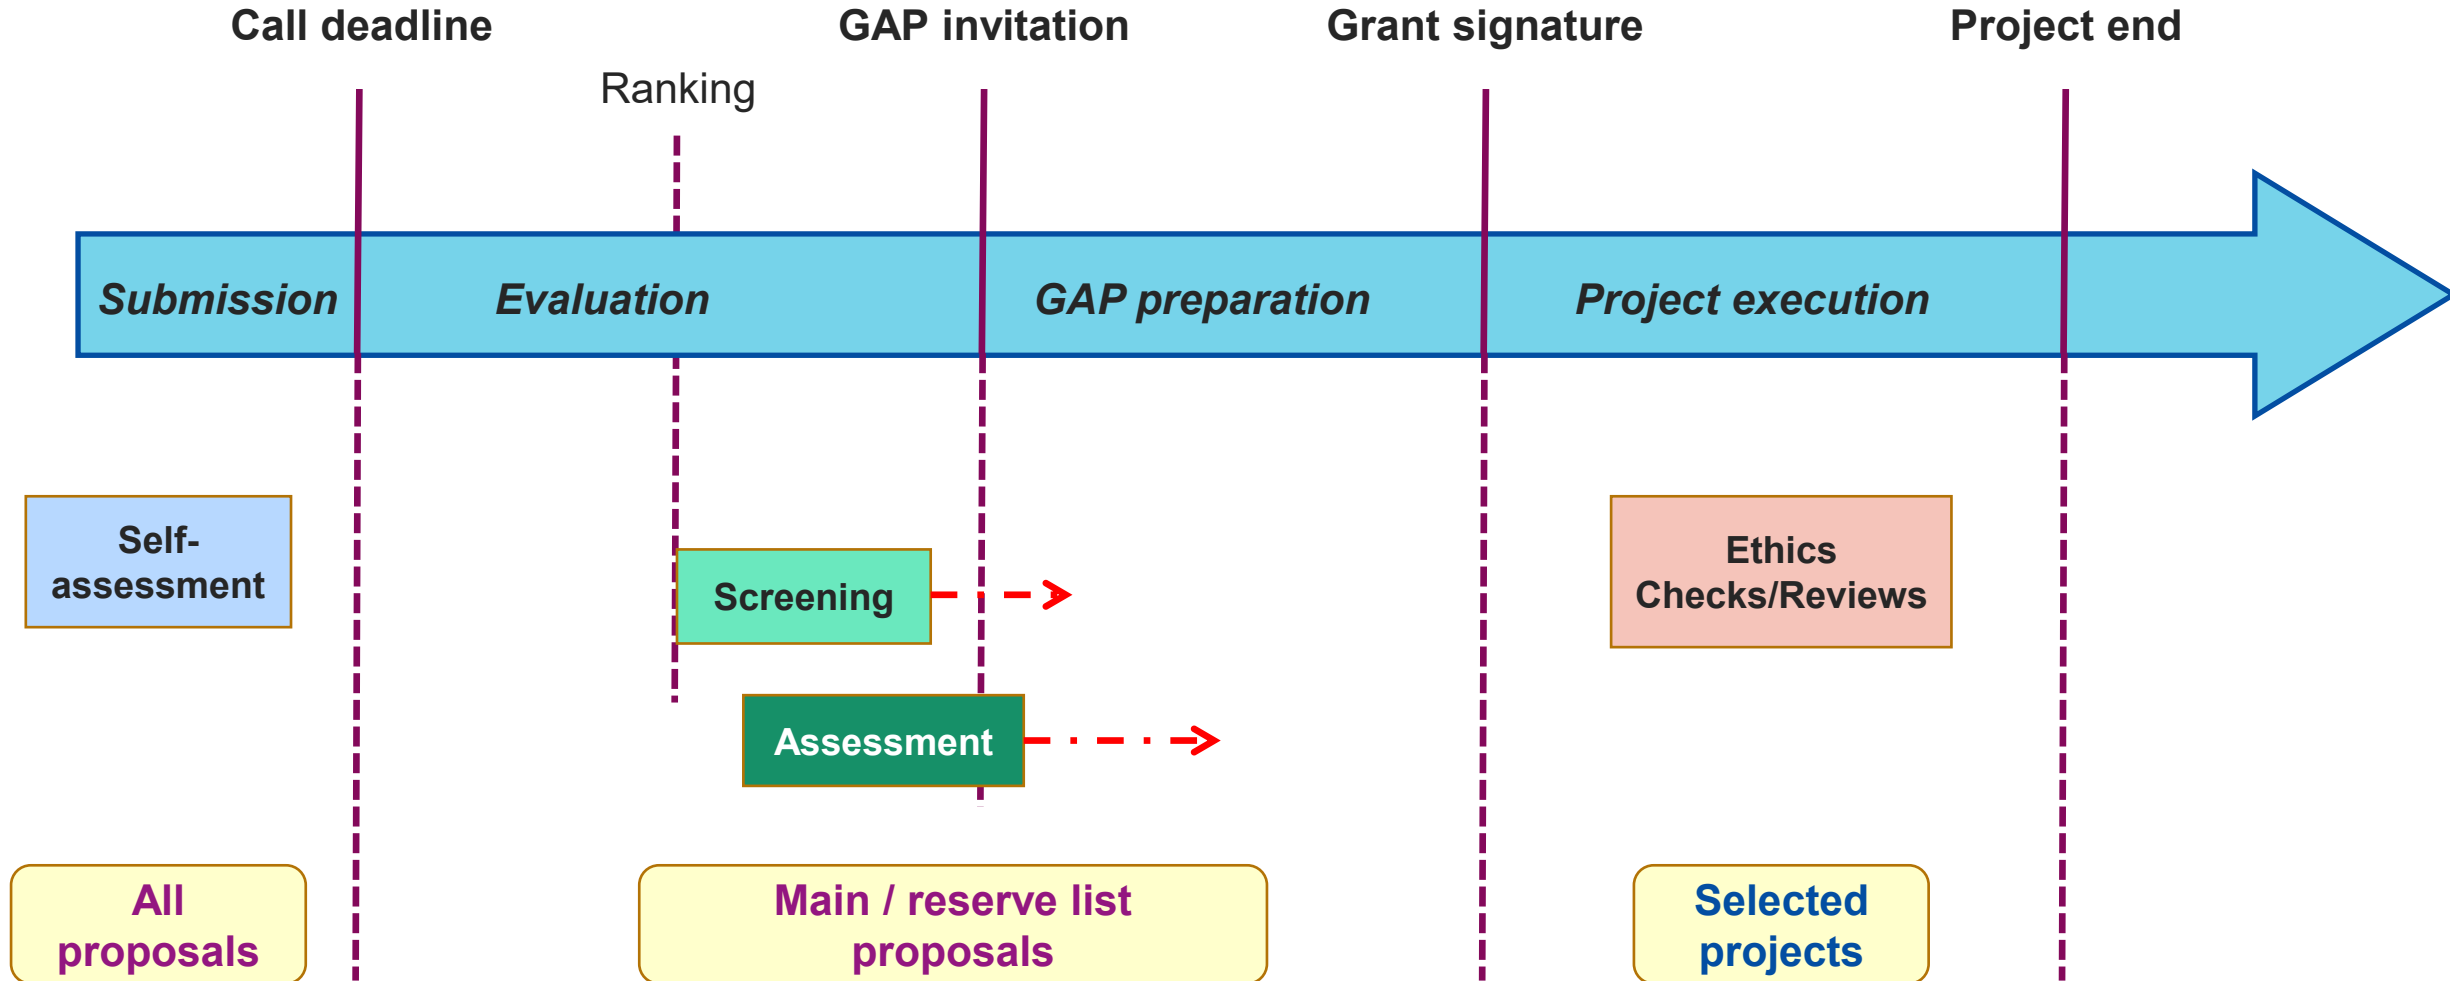 Call deadline
GAP invitation
Grant signature
Project end
Ranking
Submission
Evaluation
GAP preparation
Project execution
Self-
assessment
Screening
Assessment
Ethics
Checks/Reviews
All
proposals
Main / reserve list
proposals
Selected
projects